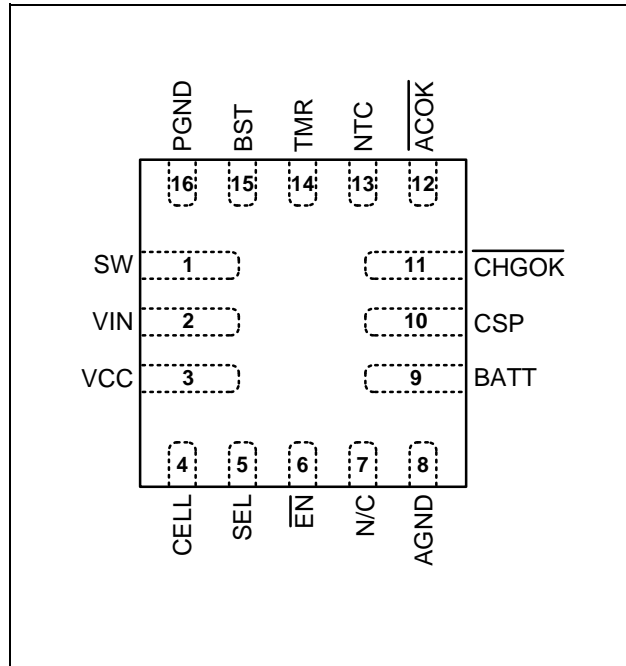 PGND
BST
TMR
NTC
ACOK
16
15
14
13
12
SW
1
11
CHGOK
VIN
2
10
CSP
VCC
3
9
BATT
4
5
6
7
8
CELL
SEL
EN
N/C
AGND